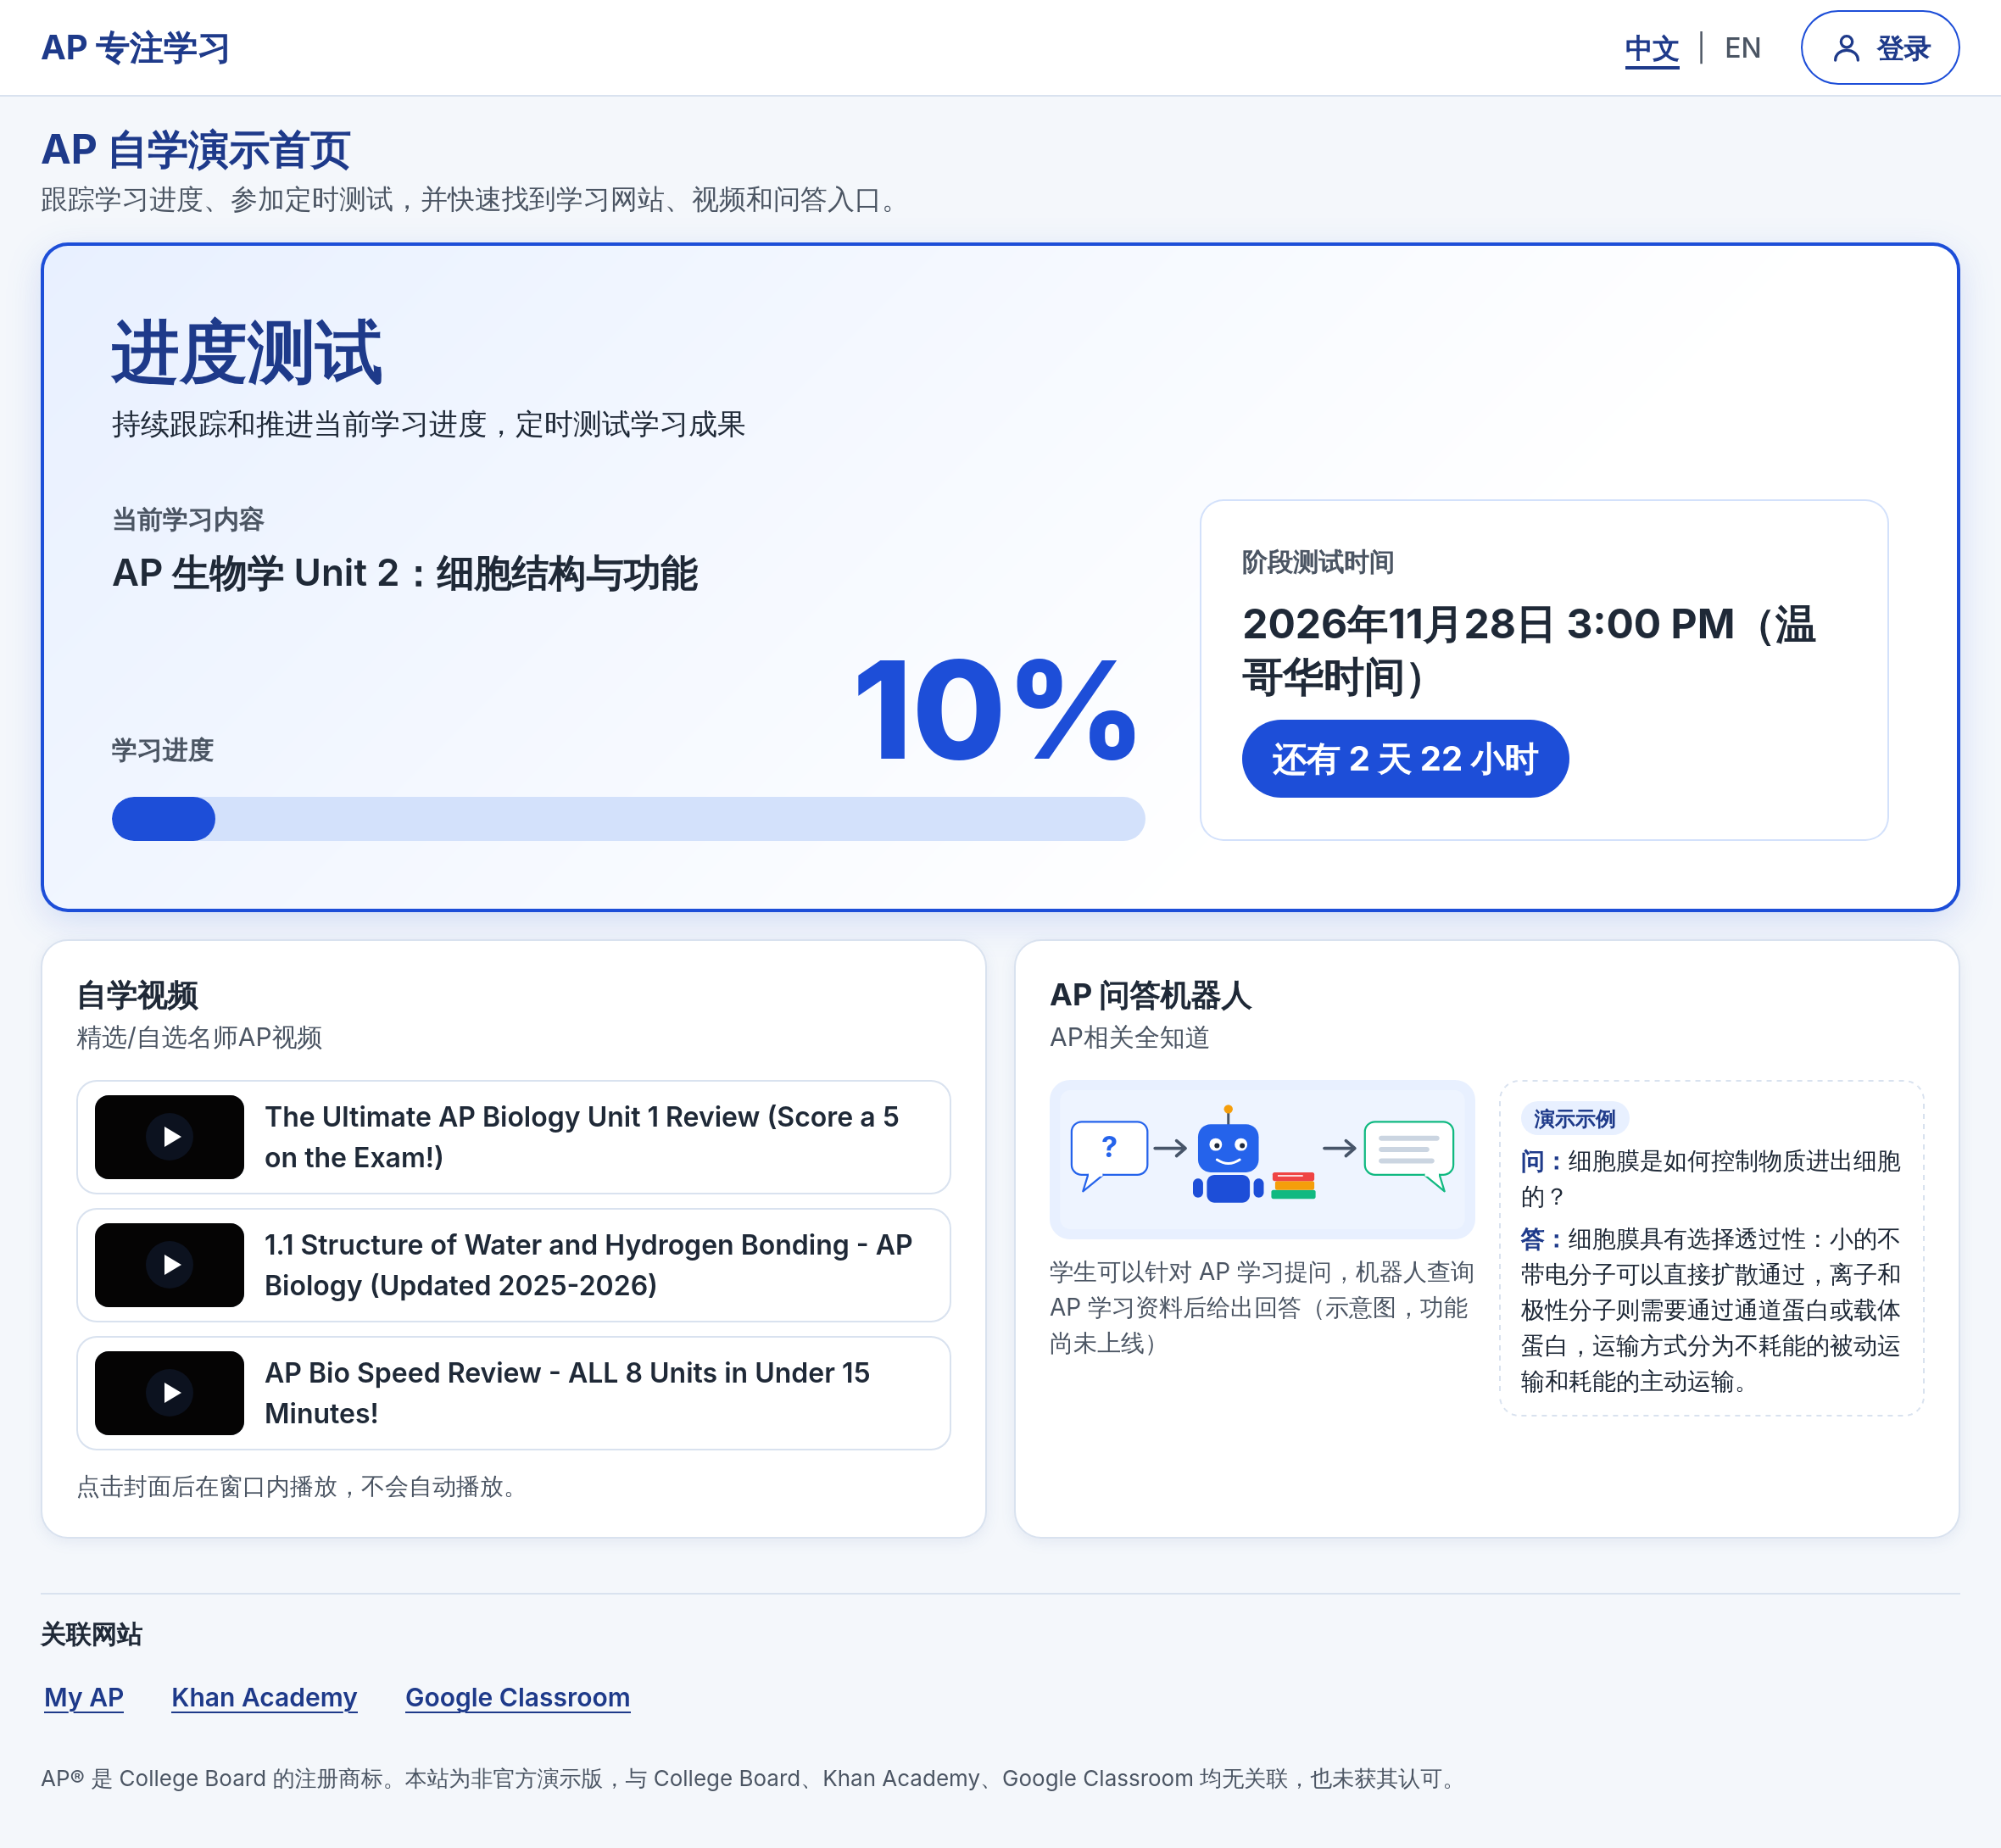 AP 专注学习
中文 | EN
登录
AP 自学演示首页
跟踪学习进度、参加定时测试，并快速找到学习网站、视频和问答入口。
进度测试
持续跟踪和推进当前学习进度，定时测试学习成果
当前学习内容
AP 生物学 Unit 2：细胞结构与功能
学习进度
10%
阶段测试时间
2026年11月28日 3:00 PM（温
哥华时间）
还有 2 天 22 小时
自学视频
精选/自选名师AP视频
The Ultimate AP Biology Unit 1 Review (Score a 5
on the Exam!)
1.1 Structure of Water and Hydrogen Bonding - AP
Biology (Updated 2025-2026)
AP Bio Speed Review - ALL 8 Units in Under 15
Minutes!
点击封面后在窗口内播放，不会自动播放。
AP 问答机器人
AP相关全知道
?
学生可以针对 AP 学习提问，机器人查询
AP 学习资料后给出回答（示意图，功能
尚未上线）
演示示例
问：细胞膜是如何控制物质进出细胞
的？
答：细胞膜具有选择透过性：小的不
带电分子可以直接扩散通过，离子和
极性分子则需要通过通道蛋白或载体
蛋白，运输方式分为不耗能的被动运
输和耗能的主动运输。
关联网站
My AP
Khan Academy
Google Classroom
AP® 是 College Board 的注册商标。本站为非官方演示版，与 College Board、Khan Academy、Google Classroom 均无关联，也未获其认可。